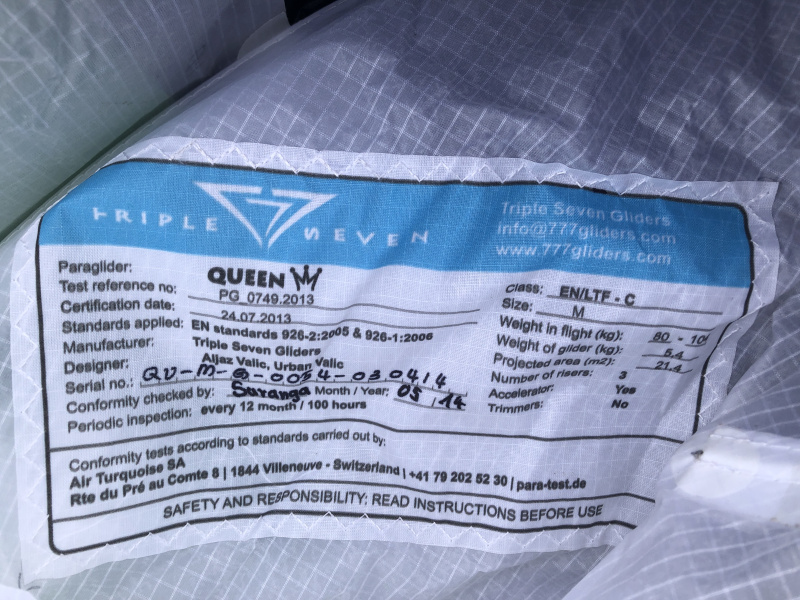 TRIPLE SEVEN
Triple Seven Gliders
info@777gliders.com
www.777gliders.com
Paraglider: QUEEN
Test reference no: PG_0749.2013
Certification date: 24.07.2013
Standards applied: EN standards 926-2:2005 & 926-1:2006
Manufacturer: Triple Seven Gliders
Designer: Aljaz Valic, Urban Valic
Serial no.: QU-M-G-0054-030414
Conformity checked by: Suranga Month / Year: 03 14
Periodic inspection: every 12 month / 100 hours
Class: EN/LTF - C
Size: M
Weight in flight (kg): 80 - 10
Weight of glider (kg): 5,4
Projected area (m2): 21,4
Number of risers: 3
Accelerator: Yes
Trimmers: No
Conformity tests according to standards carried out by:
Air Turquoise SA
Rte du Pré au Comte 8 | 1844 Villeneuve - Switzerland | +41 79 202 52 30 | para-test.de
SAFETY AND RESPONSIBILITY: READ INSTRUCTIONS BEFORE USE